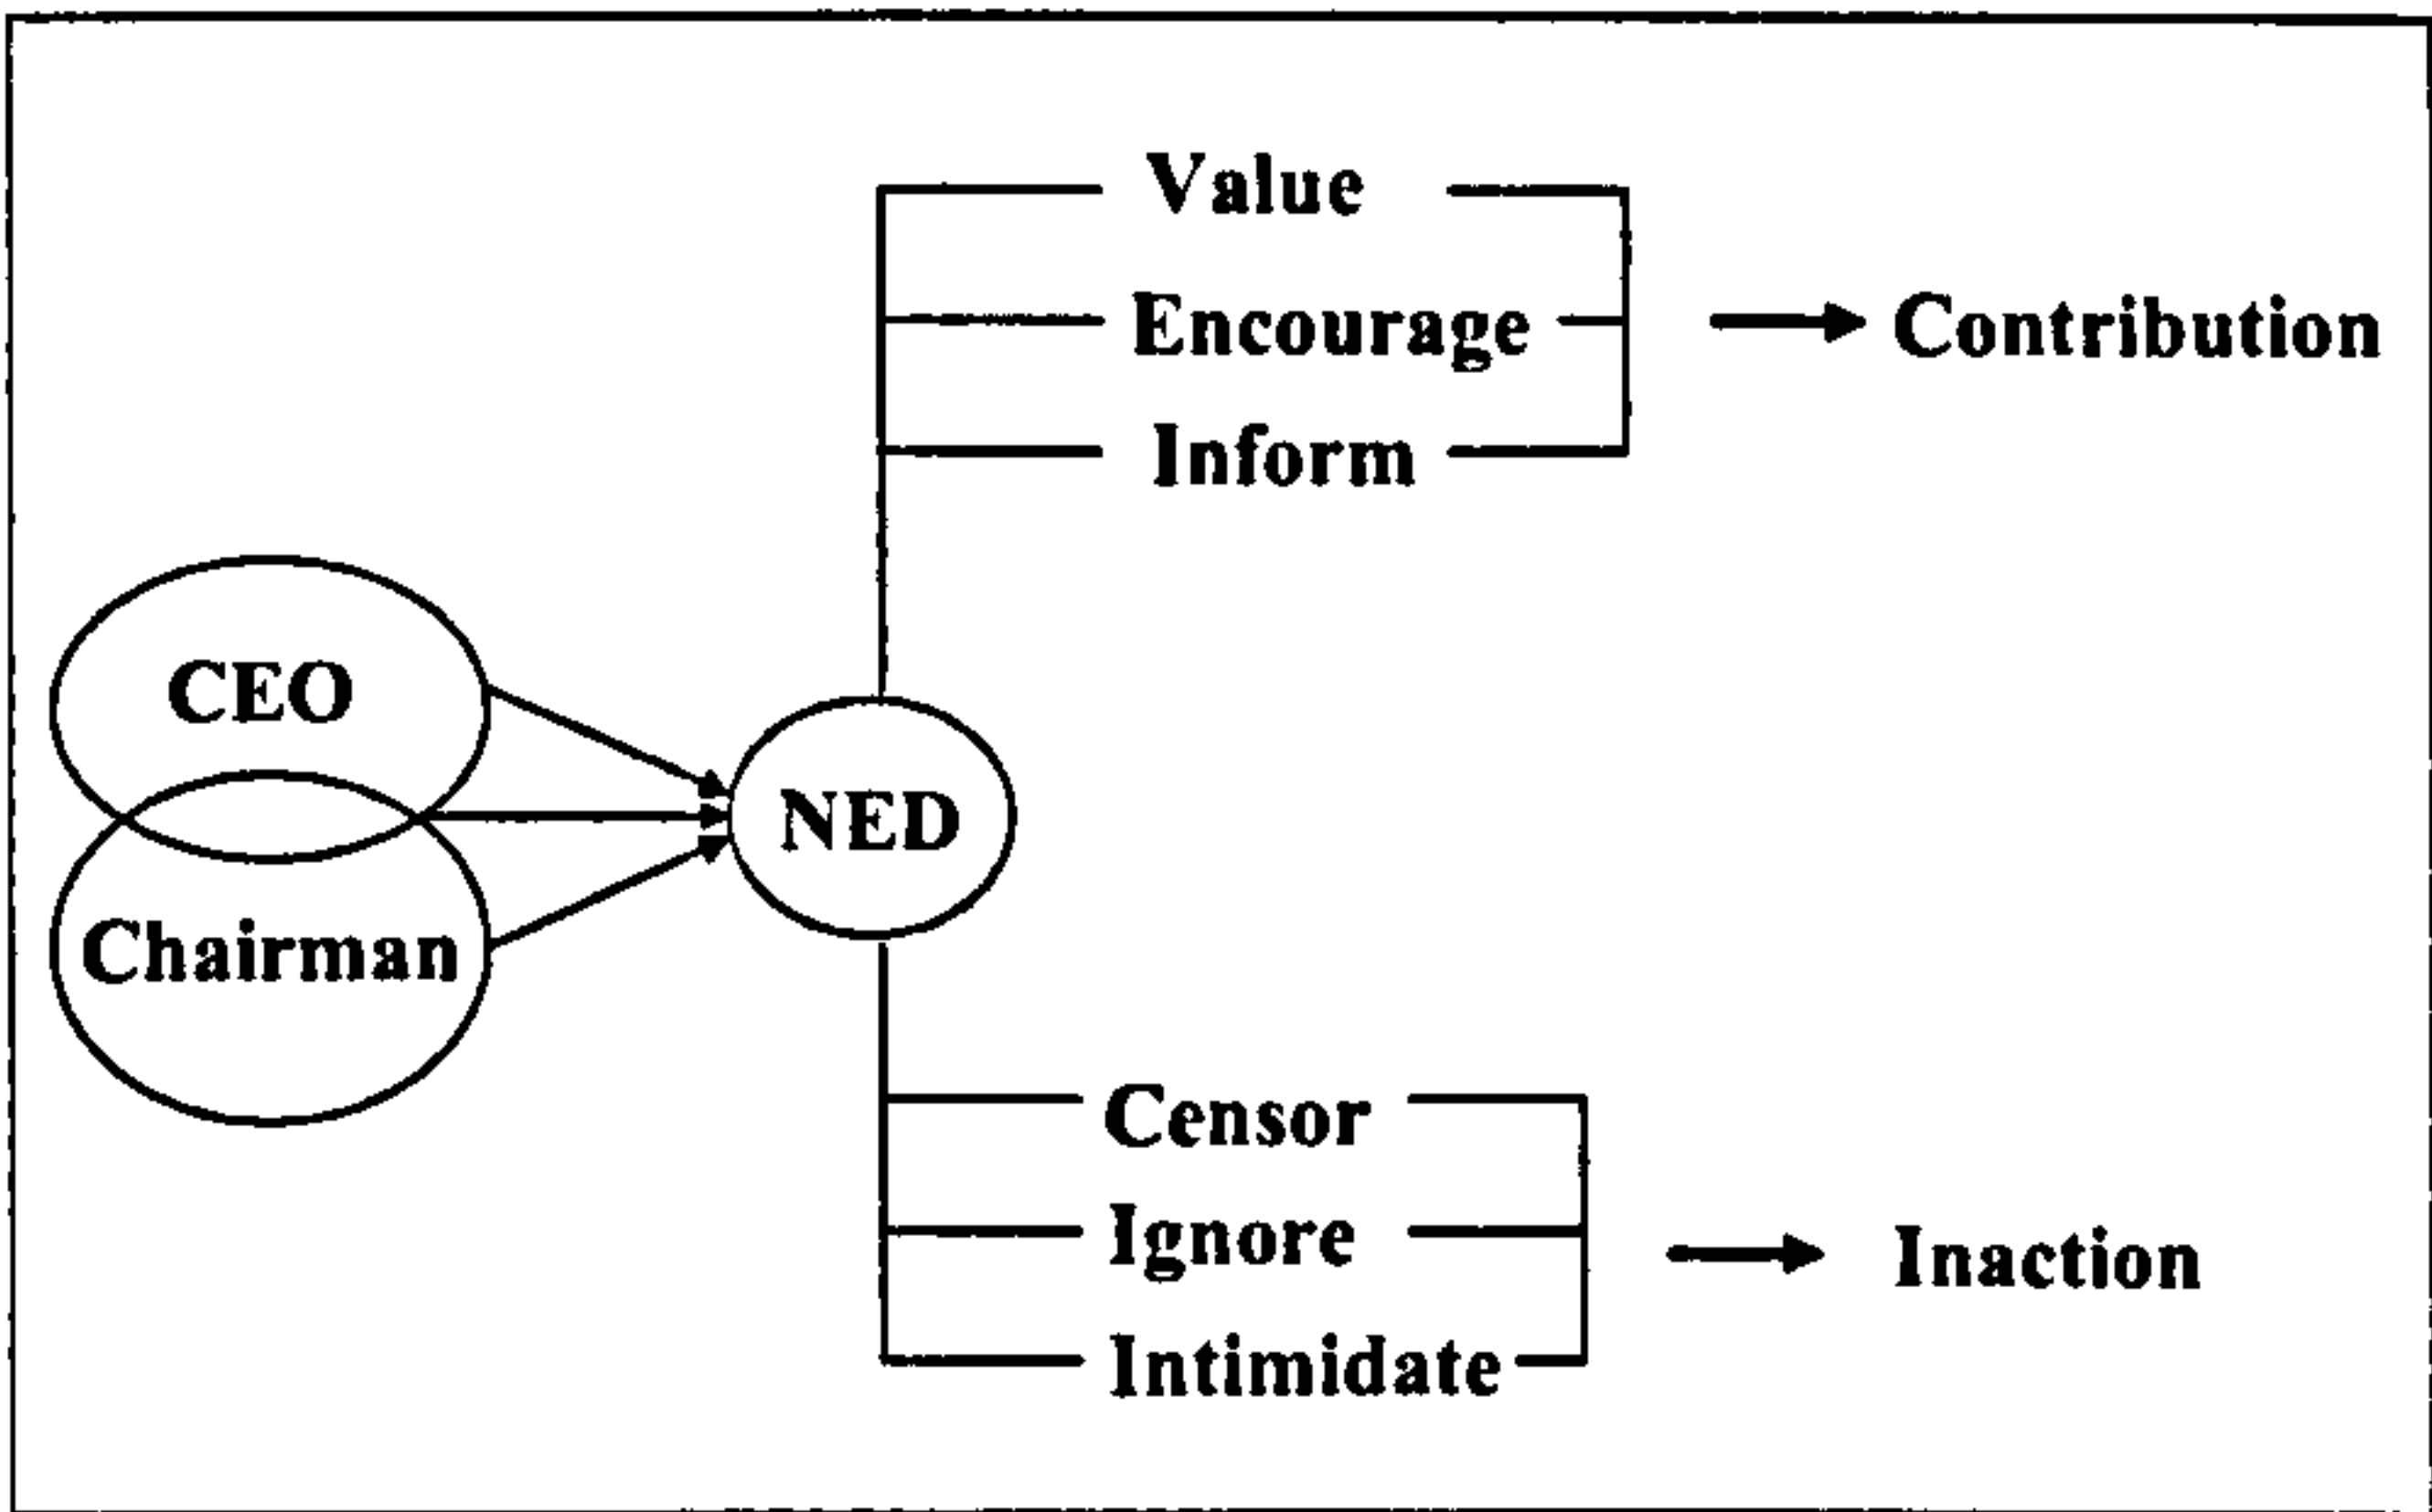 Value
Encourage
Contribution
Inform
CEO
NED
Chairman
Censor
Ignore
Inaction
Intimidate